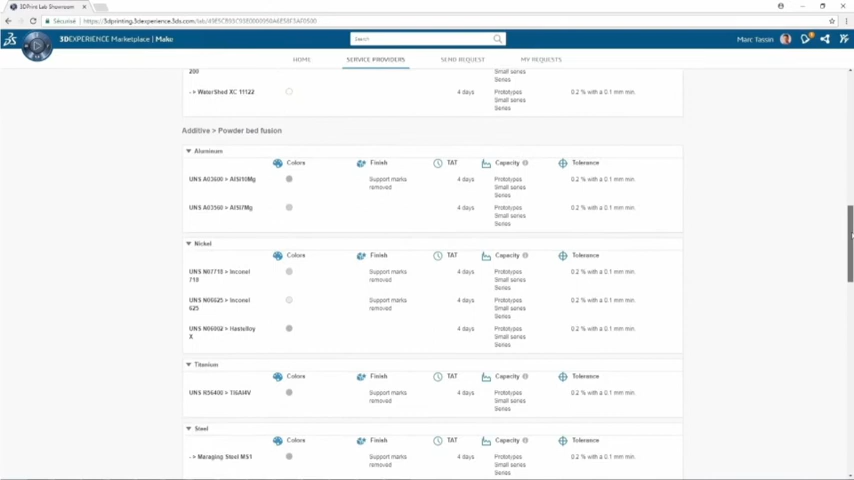 3DPrint Lab Showroom
Sécurisé https://3dprinting.3dexperience.3ds.com/lab/
3DEXPERIENCE Marketplace | Make
Search
Marc Tassin
HOME SERVICE PROVIDERS SEND REQUEST MY REQUESTS
200 Small series
Series
- > WaterShed XC 11122 4 days Prototypes 0.2 % with a 0.1 mm min.
Small series
Series
Additive > Powder bed fusion
Aluminum
Colors Finish TAT Capacity Tolerance
UNS A03600 > AlSi10Mg Support marks 4 days Prototypes 0.2 % with a 0.1 mm min.
removed Small series
Series
UNS A03560 > AlSi7Mg 4 days Prototypes 0.2 % with a 0.1 mm min.
Small series
Series
Nickel
Colors Finish TAT Capacity Tolerance
UNS N07718 > Inconel Support marks 4 days Prototypes 0.2 % with a 0.1 mm min.
718 removed Small series
Series
UNS N06625 > Inconel Support marks 4 days Prototypes 0.2 % with a 0.1 mm min.
625 removed Small series
Series
UNS N06002 > Hastelloy 4 days Prototypes 0.2 % with a 0.1 mm min.
X Small series
Series
Titanium
Colors Finish TAT Capacity Tolerance
UNS R56400 > Ti6Al4V Support marks 4 days Prototypes 0.2 % with a 0.1 mm min.
removed Small series
Series
Steel
Colors Finish TAT Capacity Tolerance
- > Maraging Steel MS1 Support marks 4 days Prototypes 0.2 % with a 0.1 mm min.
removed Small series
Series